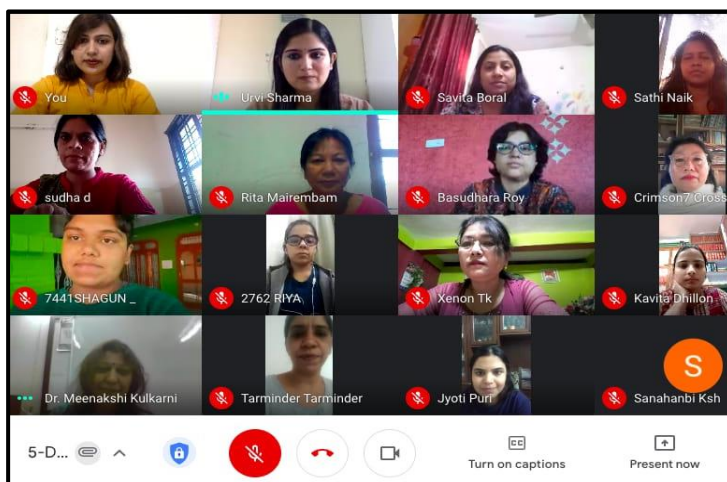 You
Urvi Sharma
Savita Boral
Sathi Naik
sudha d
Rita Mairembam
Basudhara Roy
Crimson7 Cross
7441SHAGUN _
2762 RIYA
Xenon Tk
Kavita Dhillon
Dr. Meenakshi Kulkarni
Tarminder Tarminder
Jyoti Puri
S
Sanahanbi Ksh
5-D...
CC
Turn on captions
Present now